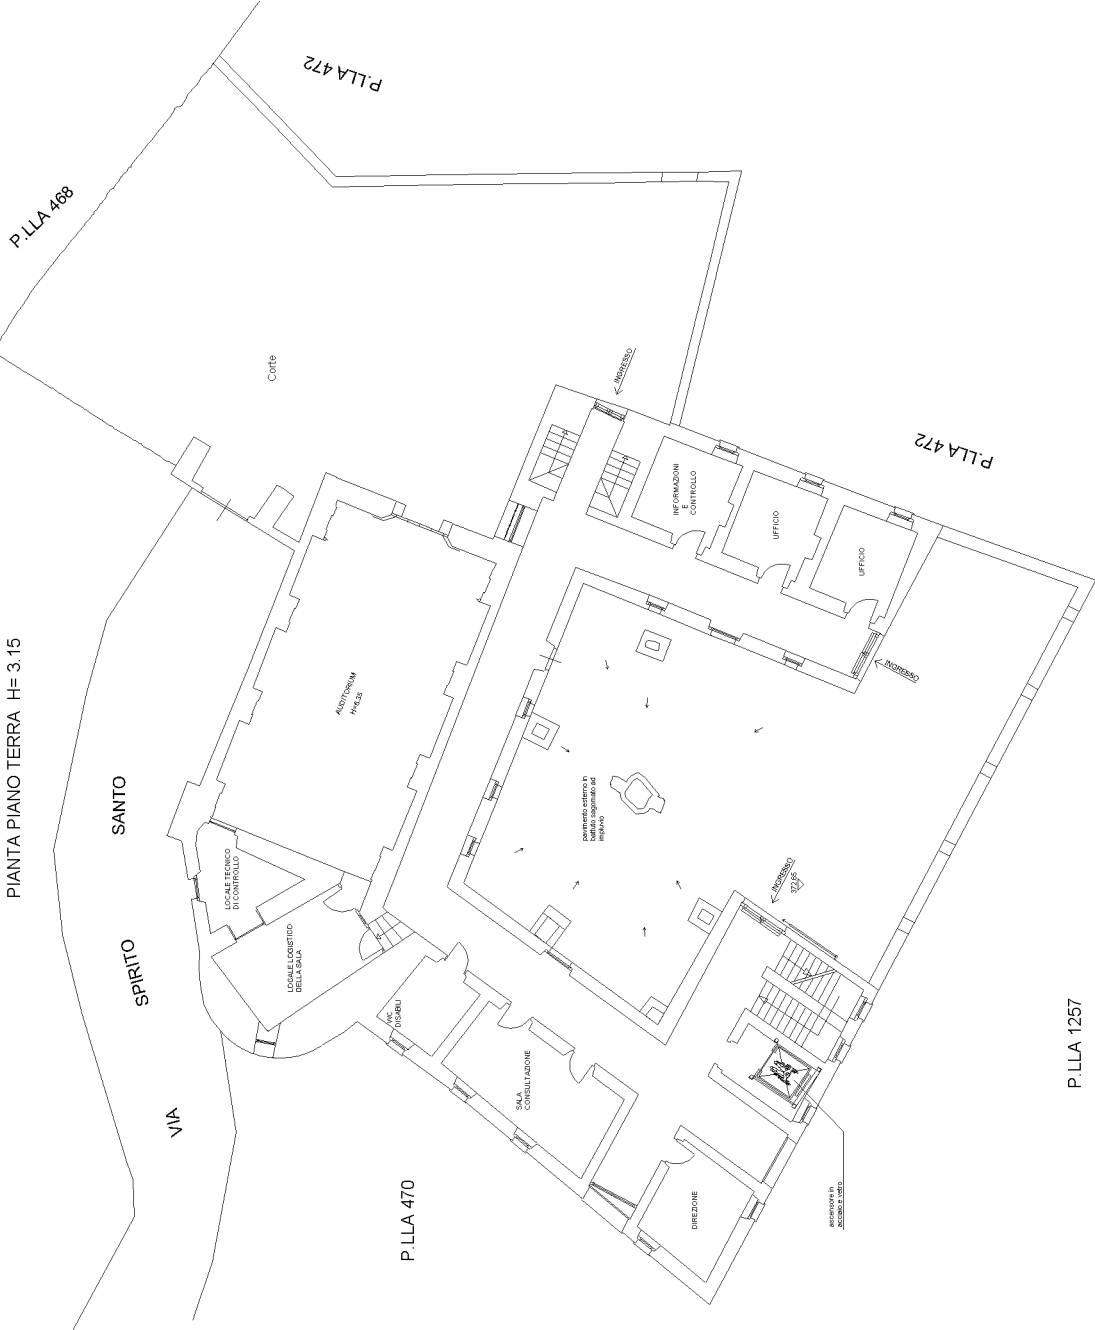 PIANTA PIANO TERRA H= 3.15
P.LLA 472
P.LLA 468
Corte
INGRESSO
P.LLA 472
INFORMAZIONI
E
CONTROLLO
UFFICIO
UFFICIO
INGRESSO
AUDITORIUM
H=6.35
SANTO
SPIRITO
VIA
LOCALE TECNICO
DI CONTROLLO
LOCALE LOGISTICO
DELLA SALA
pavimento esterno in
battuto sagomato ad
impluvio
INGRESSO
372.65
WC
DISABILI
SALA
CONSULTAZIONE
DIREZIONE
ascensore in
acciaio e vetro
P.LLA 470
P.LLA 1257